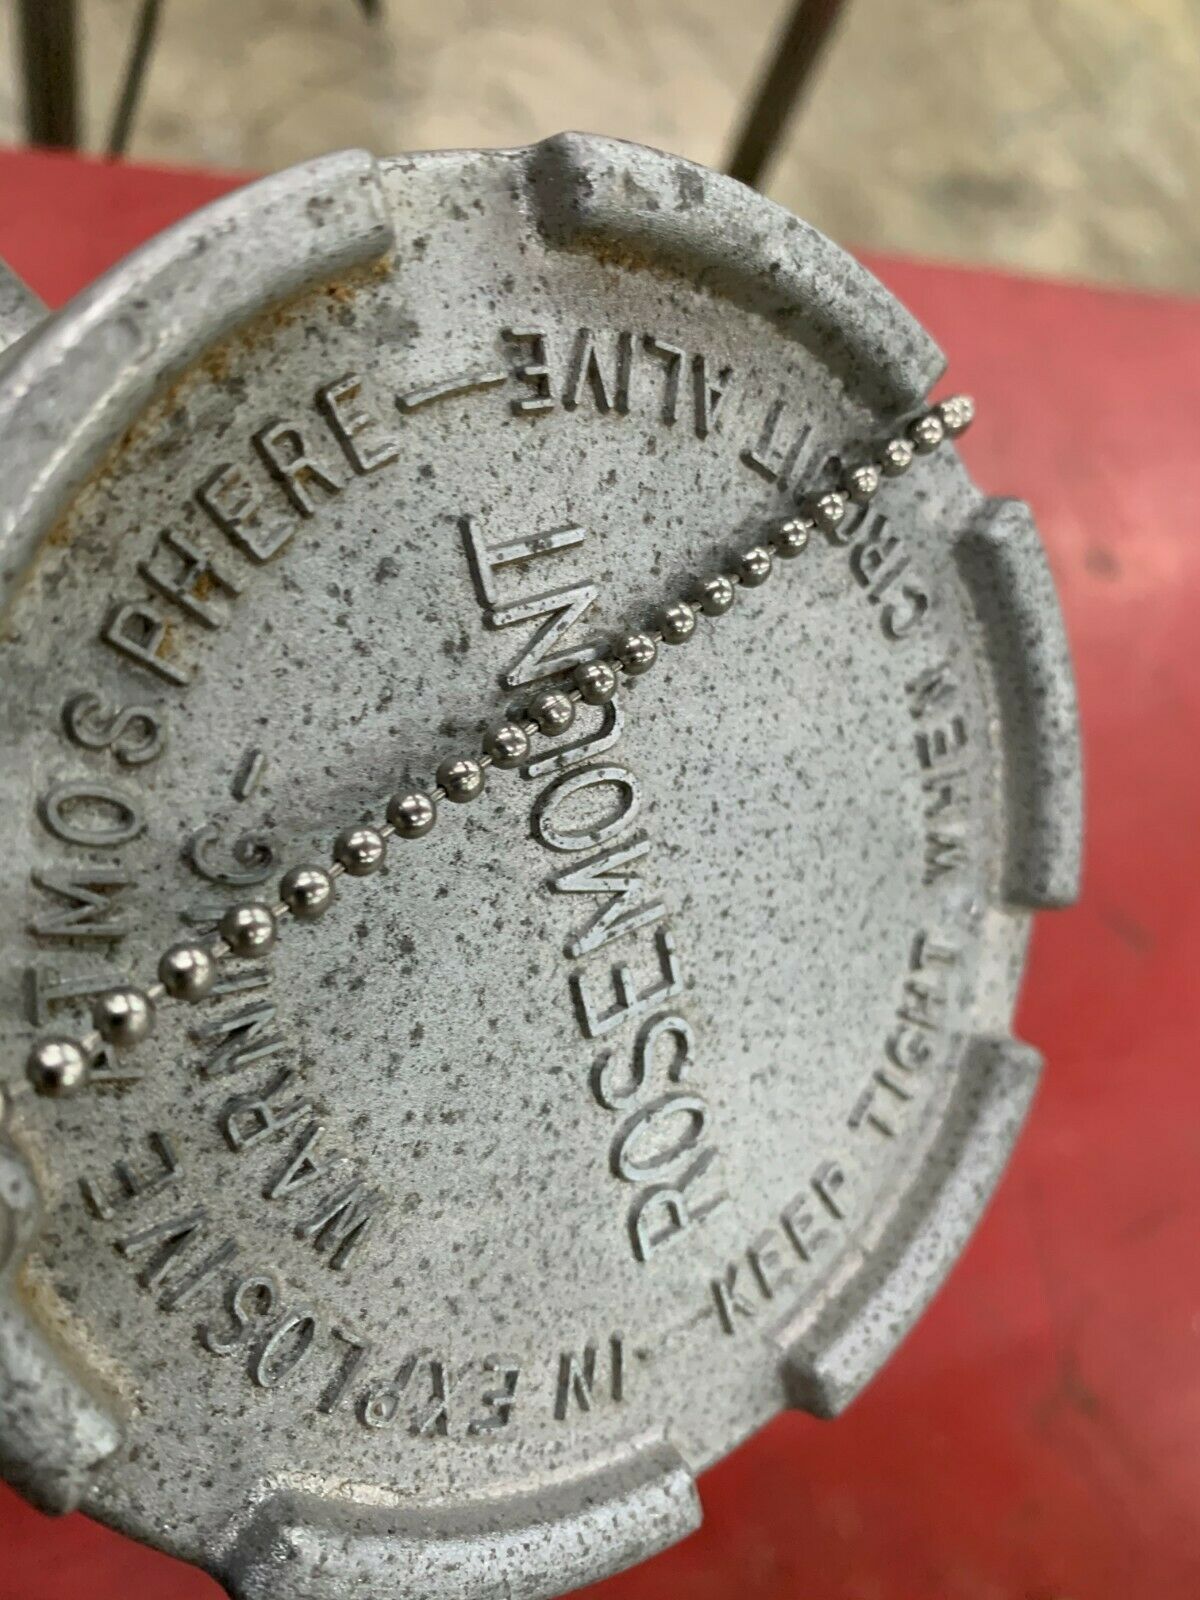 WARNING-
IN EXPLOSIVE ATMOSPHERE
ROSEMOUNT
KEEP TIGHT WHEN CIRCUIT ALIVE